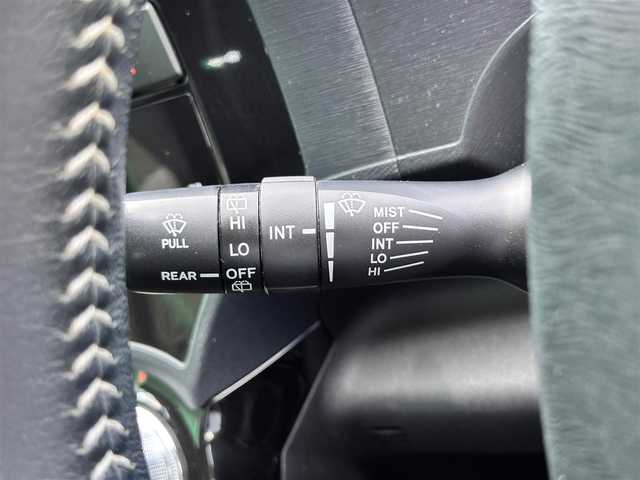 PULL
REAR
HI
LO
OFF
INT
MIST
OFF
INT
LO
HI